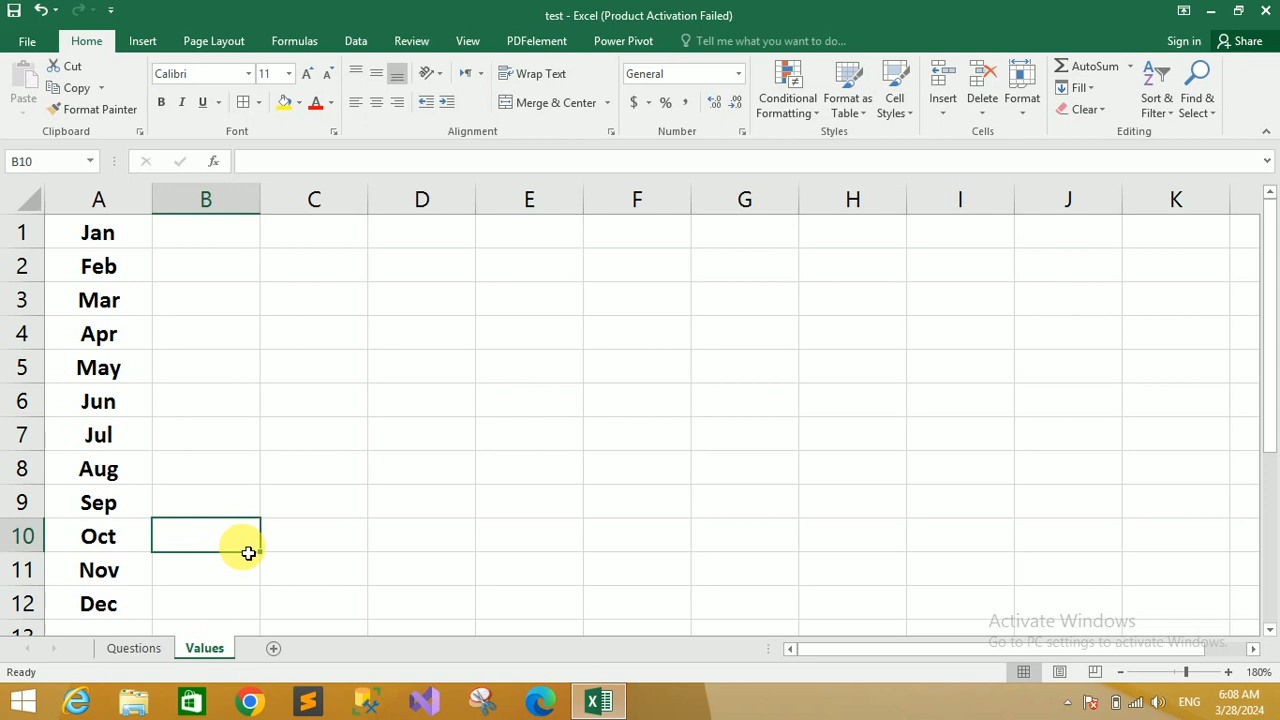 test - Excel (Product Activation Failed)
File Home Insert Page Layout Formulas Data Review View PDFelement Power Pivot Tell me what you want to do... Sign in Share
Paste Cut Copy Format Painter Clipboard
Calibri 11 B I U A Font
Wrap Text Merge & Center Alignment
General $ % , Number
Conditional Formatting Format as Table Cell Styles Styles
Insert Delete Format Cells
AutoSum Fill Clear Sort & Filter Find & Select Editing
B10 fx
A B C D E F G H I J K
1 Jan
2 Feb
3 Mar
4 Apr
5 May
6 Jun
7 Jul
8 Aug
9 Sep
10 Oct
11 Nov
12 Dec
13
Activate Windows
Go to PC settings to activate Windows.
Questions Values
Ready 180%
ENG 6:08 AM
3/28/2024